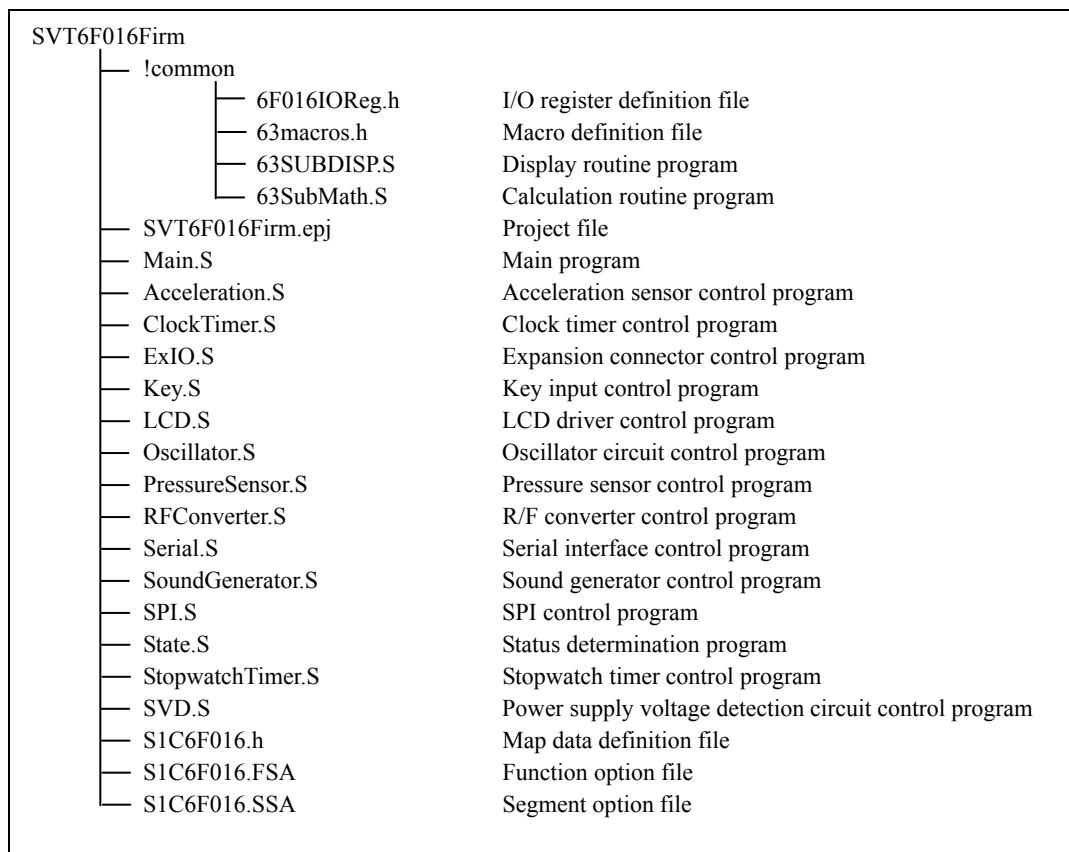 SVT6F016Firm
!common
6F016IOReg.h I/O register definition file
63macros.h Macro definition file
63SUBDISP.S Display routine program
63SubMath.S Calculation routine program
SVT6F016Firm.epj Project file
Main.S Main program
Acceleration.S Acceleration sensor control program
ClockTimer.S Clock timer control program
ExIO.S Expansion connector control program
Key.S Key input control program
LCD.S LCD driver control program
Oscillator.S Oscillator circuit control program
PressureSensor.S Pressure sensor control program
RFConverter.S R/F converter control program
Serial.S Serial interface control program
SoundGenerator.S Sound generator control program
SPI.S SPI control program
State.S Status determination program
StopwatchTimer.S Stopwatch timer control program
SVD.S Power supply voltage detection circuit control program
S1C6F016.h Map data definition file
S1C6F016.FSA Function option file
S1C6F016.SSA Segment option file